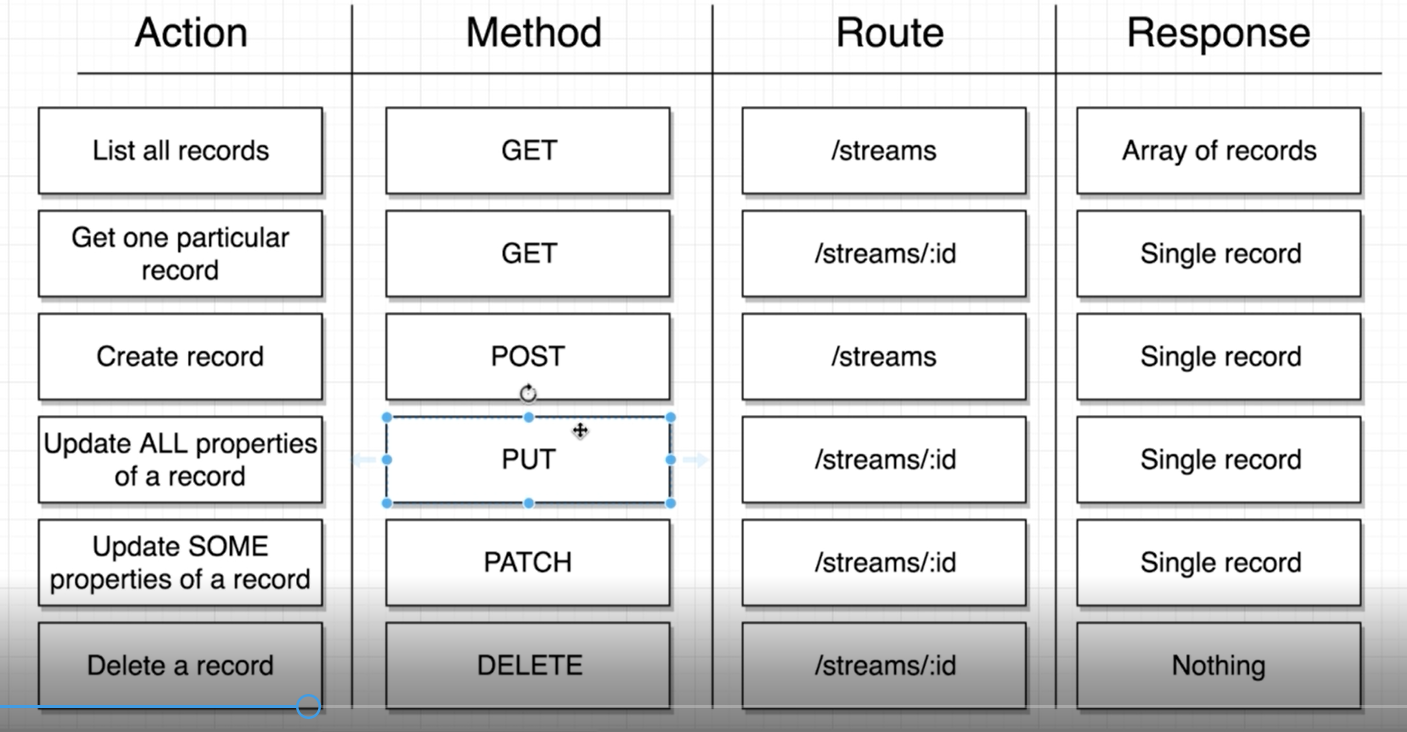 Action Method Route Response
List all records GET /streams Array of records
Get one particular
record GET /streams/:id Single record
Create record POST /streams Single record
Update ALL properties
of a record PUT /streams/:id Single record
Update SOME
properties of a record PATCH /streams/:id Single record
Delete a record DELETE /streams/:id Nothing